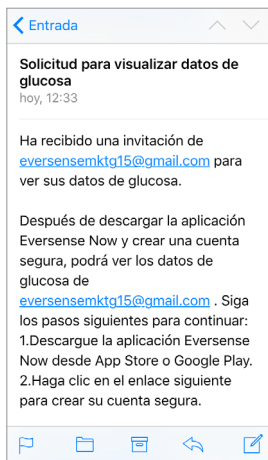 Entrada
Solicitud para visualizar datos de
glucosa
hoy, 12:33
Ha recibido una invitación de
eversensemktg15@gmail.com para
ver sus datos de glucosa.
Después de descargar la aplicación
Eversense Now y crear una cuenta
segura, podrá ver los datos de
glucosa de
eversensemktg15@gmail.com . Siga
los pasos siguientes para continuar:
1.Descargue la aplicación Eversense
Now desde App Store o Google Play.
2.Haga clic en el enlace siguiente
para crear su cuenta segura.